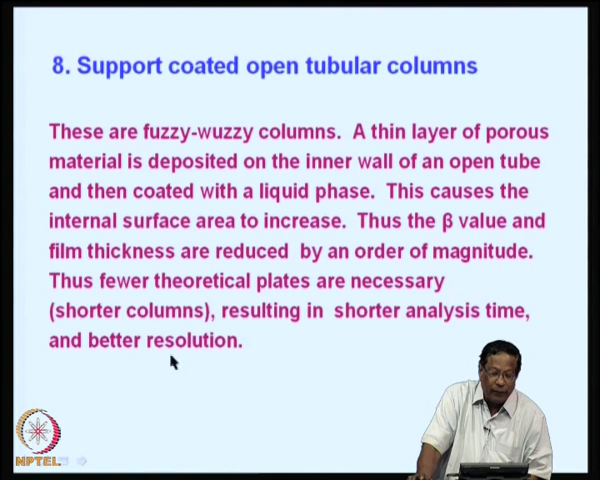 8. Support coated open tubular columns
These are fuzzy-wuzzy columns. A thin layer of porous
material is deposited on the inner wall of an open tube
and then coated with a liquid phase. This causes the
internal surface area to increase. Thus the β value and
film thickness are reduced by an order of magnitude.
Thus fewer theoretical plates are necessary
(shorter columns), resulting in shorter analysis time,
and better resolution.
NPTEL